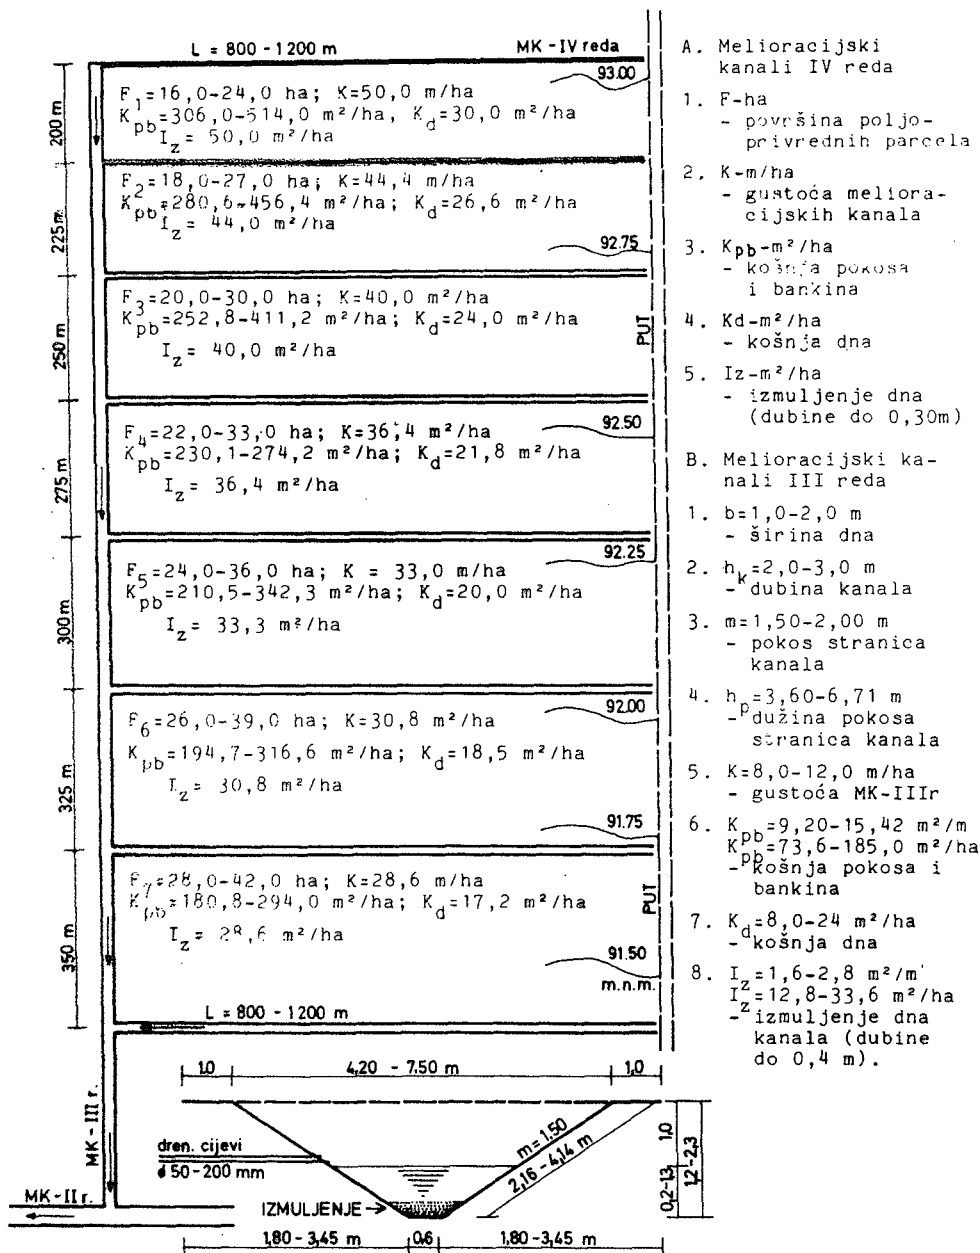 L = 800 - 1200 m
MK - IV reda
93.00
200 m
F₁=16,0-24,0 ha; K=50,0 m/ha
Kpb=306,0-514,0 m²/ha, Kd=30,0 m²/ha
Iz = 50,0 m²/ha
225 m
F₂=18,0-27,0 ha; K=44,4 m/ha
Kpb=280,6-456,4 m²/ha; Kd=26,6 m²/ha
Iz = 44,0 m²/ha
92.75
250 m
F₃=20,0-30,0 ha; K=40,0 m²/ha
Kpb=252,8-411,2 m²/ha; Kd=24,0 m²/ha
Iz= 40,0 m²/ha
PUT
275 m
F₄=22,0-33,0 ha; K=36,4 m²/ha
Kpb=230,1-274,2 m²/ha; Kd=21,8 m²/ha
Iz= 36,4 m²/ha
92.50
300 m
F₅=24,0-36,0 ha; K = 33,0 m/ha
Kpb=210,5-342,3 m²/ha; Kd=20,0 m²/ha
Iz= 33,3 m²/ha
92.25
325 m
F₆=26,0-39,0 ha; K=30,8 m²/ha
Kpb=194,7-316,6 m²/ha; Kd=18,5 m²/ha
Iz= 30,8 m²/ha
92.00
91.75
350 m
F₇=28,0-42,0 ha; K=28,6 m/ha
Kpb=180,8-294,0 m²/ha; Kd=17,2 m²/ha
Iz= 28,6 m²/ha
PUT
91.50
m.n.m.
L = 800 - 1200 m
MK - III r.
MK-II r.
1.0
4,20 - 7.50 m
1,0
dren. cijevi
ø 50-200 mm
IZMULJENJE
m=1.50
2,16 - 4,14 m
1.0
0,2-1,3
1,2 - 2,3
1,80 - 3,45 m
0.6
1,80 - 3,45 m
A. Melioracijski
kanali IV reda
1. F-ha
- površina poljo-
privrednih parcela
2. K-m/ha
- gustoća meliora-
cijskih kanala
3. Kpb-m²/ha
- košnja pokosa
i bankina
4. Kd-m²/ha
- košnja dna
5. Iz-m²/ha
- izmuljenje dna
(dubine do 0,30m)
B. Melioracijski ka-
nali III reda
1. b=1,0-2,0 m
- širina dna
2. hk=2,0-3,0 m
- dubina kanala
3. m=1,50-2,00 m
- pokos stranica
kanala
4. hp=3,60-6,71 m
- dužina pokosa
stranica kanala
5. K=8,0-12,0 m/ha
- gustoća MK-IIIr
6. Kpb=9,20-15,42 m²/m
Kpb=73,6-185,0 m²/ha
- košnja pokosa i
bankina
7. Kd=8,0-24 m²/ha
- košnja dna
8. Iz=1,6-2,8 m²/m'
Iz=12,8-33,6 m²/ha
- izmuljenje dna
kanala (dubine
do 0,4 m).